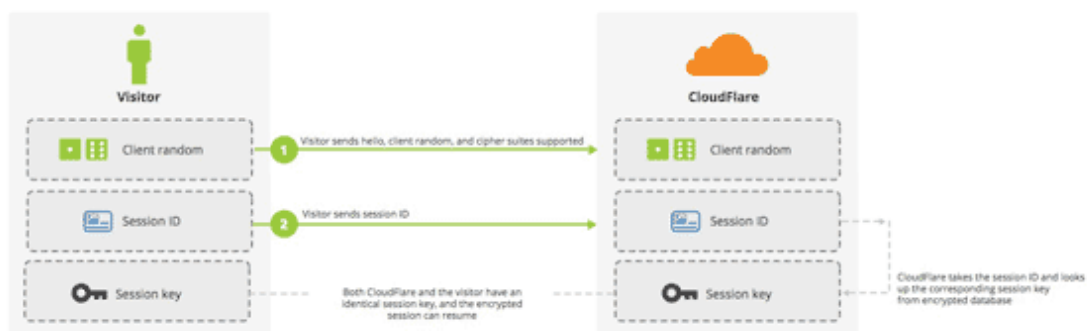 Visitor
CloudFlare
Client random
1
Visitor sends hello, client random, and cipher suites supported
Client random
Session ID
2
Visitor sends session ID
Session ID
Session key
Both CloudFlare and the visitor have an
identical session key, and the encrypted
session can resume
Session key
CloudFlare takes the session ID and looks
up the corresponding session key
from encrypted database